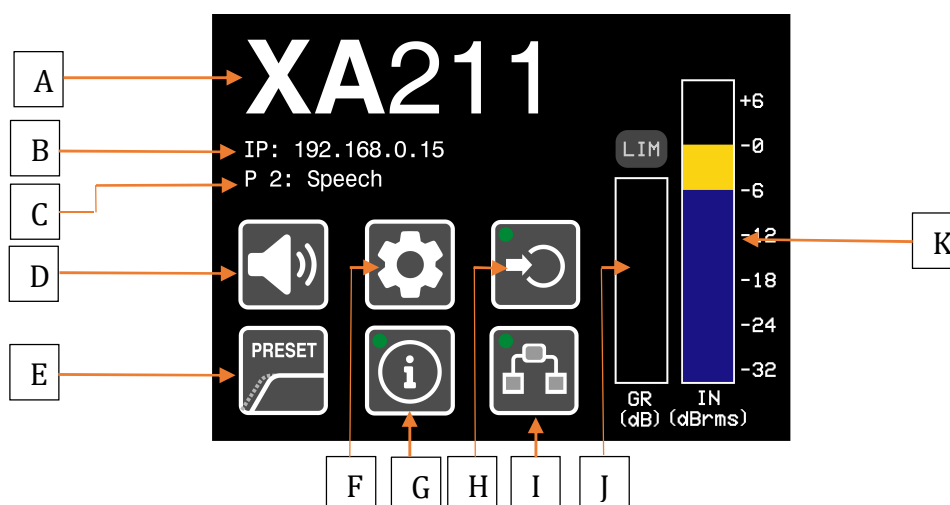 A
XA211
B
IP: 192.168.0.15
C
P 2: Speech
D
E
PRESET
F
G
H
I
J
K
LIM
+6
-0
-6
-12
-18
-24
-32
GR
(dB)
IN
(dBrms)